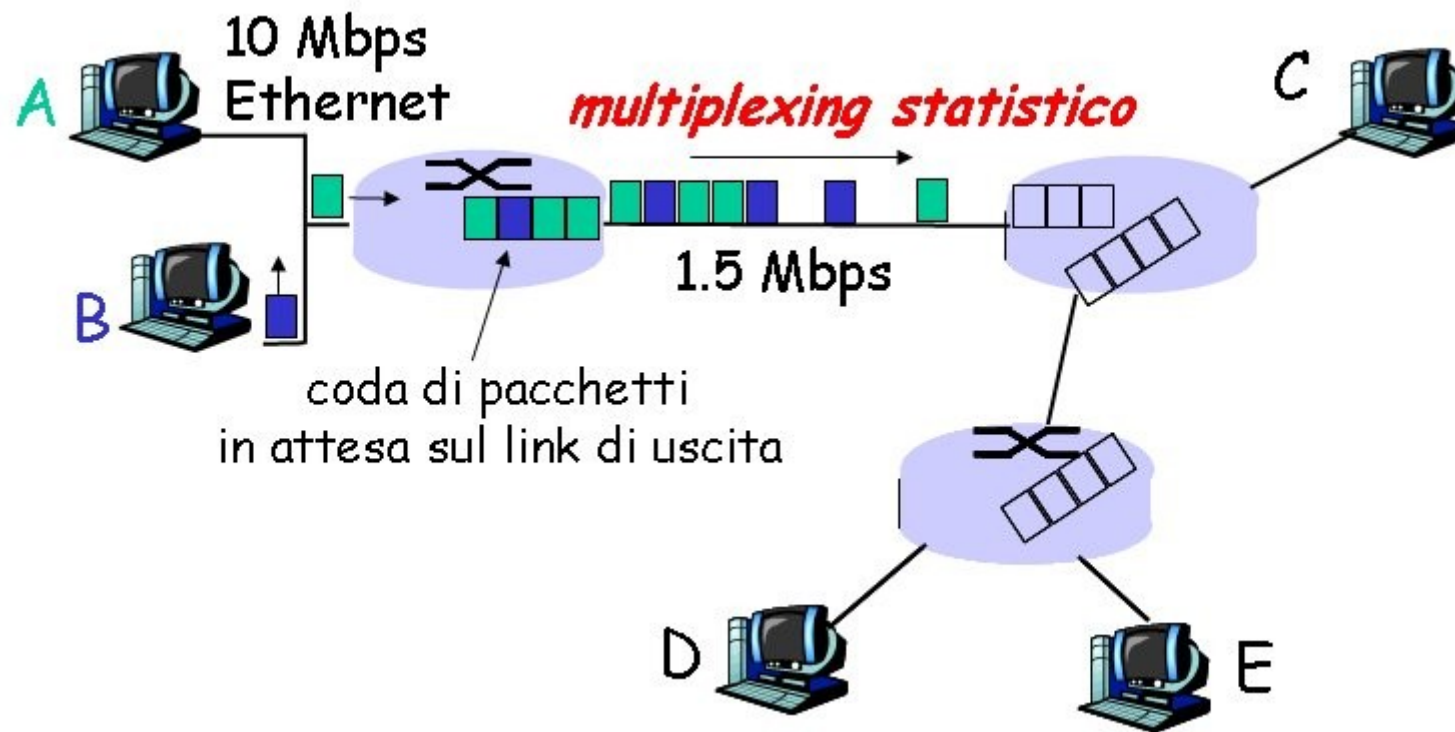 10 Mbps
Ethernet
A
multiplexing statistico
C
B
1.5 Mbps
coda di pacchetti
in attesa sul link di uscita
D
E